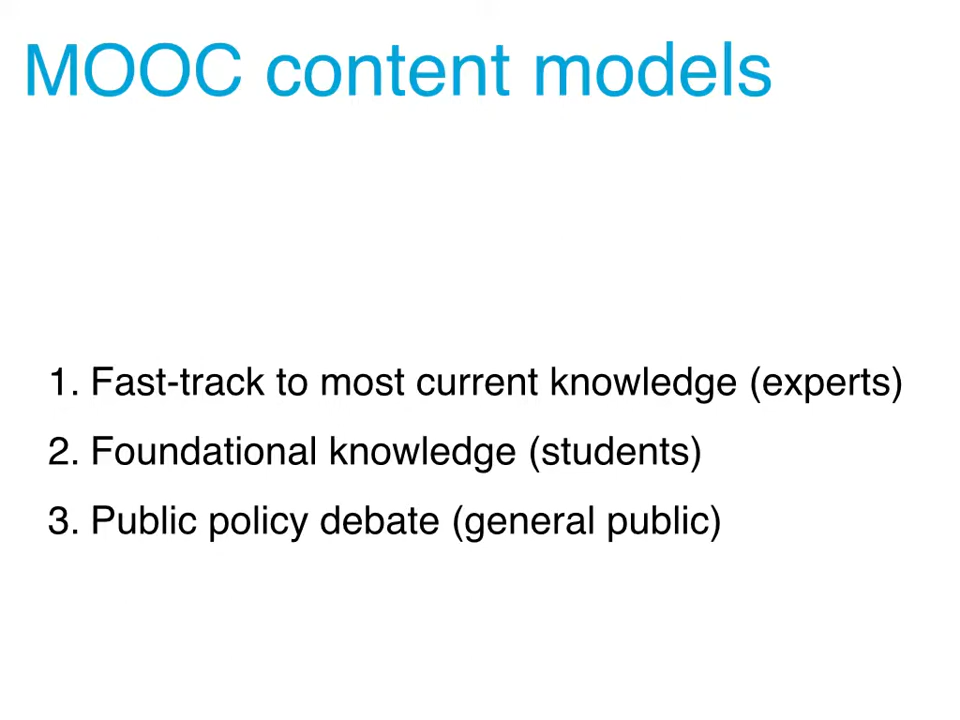 MOOC content models
1. Fast-track to most current knowledge (experts)
2. Foundational knowledge (students)
3. Public policy debate (general public)